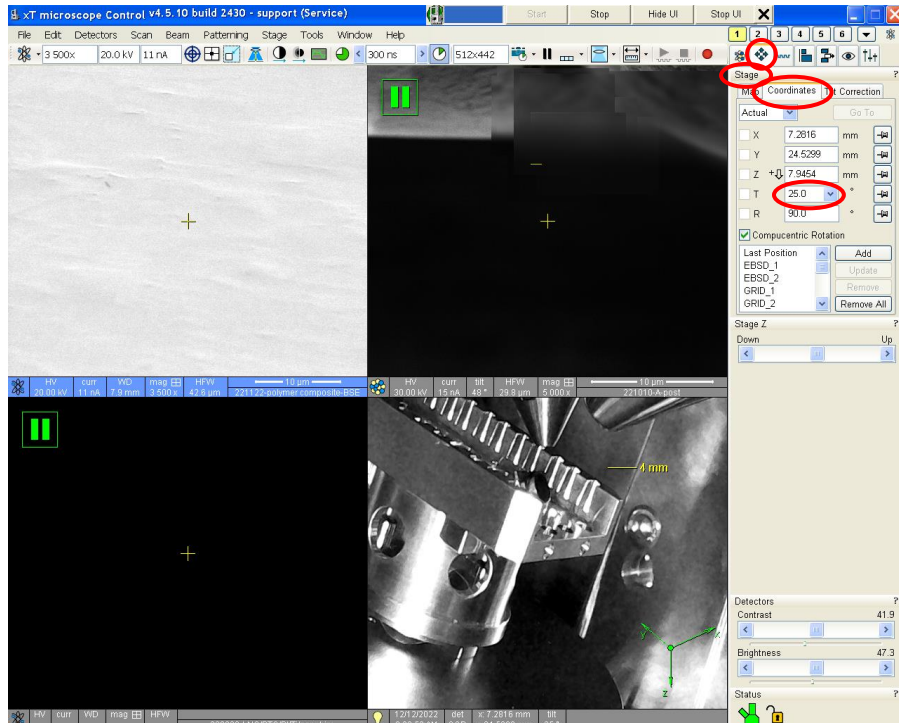 xT microscope Control v4.5.10 build 2430 - support (Service)
Start Stop Hide UI Stop UI X
File Edit Detectors Scan Beam Patterning Stage Tools Window Help
1 2 3 4 5 6
3 500x 20.0 kV 11 nA 300 ns 512x442
Stage ?
Map Coordinates Tilt Correction
Actual Go To
X 7.2816 mm
Y 24.5299 mm
Z 7.9454 mm
T 25.0 °
R 90.0 °
Compucentric Rotation
Last Position
EBSD_1
EBSD_2
GRID_1
GRID_2
Add
Update
Remove
Remove All
Stage Z ?
Down Up
HV curr WD mag HFW 10 µm
20.00 kV 11 nA 7.9 mm 3 500 x 42.6 µm 221122-polymer composite-BSE
HV curr tilt HFW mag 10 µm
30.00 kV 15 nA 48 ° 29.8 µm 5 000 x 221010-A-post
4 mm
y x
z
Detectors ?
Contrast 41.9
Brightness 47.3
Status ?
HV curr WD mag HFW
12/12/2022 det x: 7.2816 mm tilt